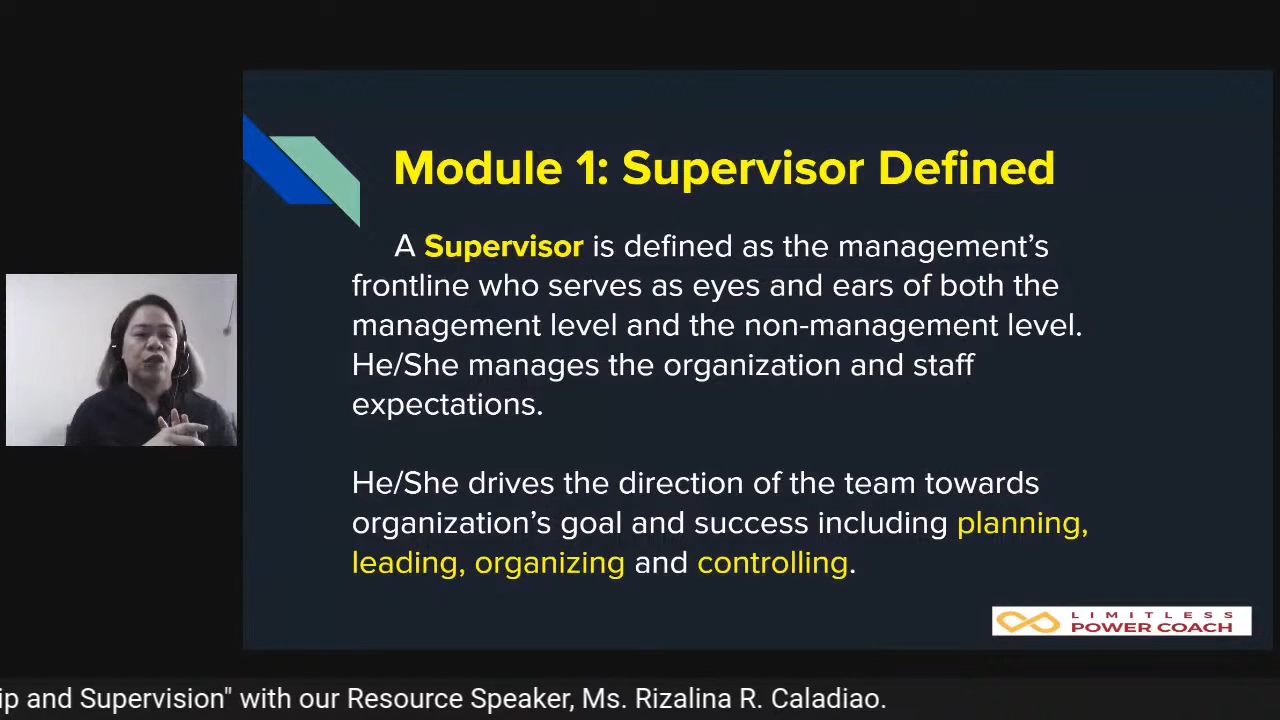 Module 1: Supervisor Defined
A Supervisor is defined as the management’s
frontline who serves as eyes and ears of both the
management level and the non-management level.
He/She manages the organization and staff
expectations.
He/She drives the direction of the team towards
organization’s goal and success including planning,
leading, organizing and controlling.
LIMITLESS
POWER COACH
ip and Supervision" with our Resource Speaker, Ms. Rizalina R. Caladiao.